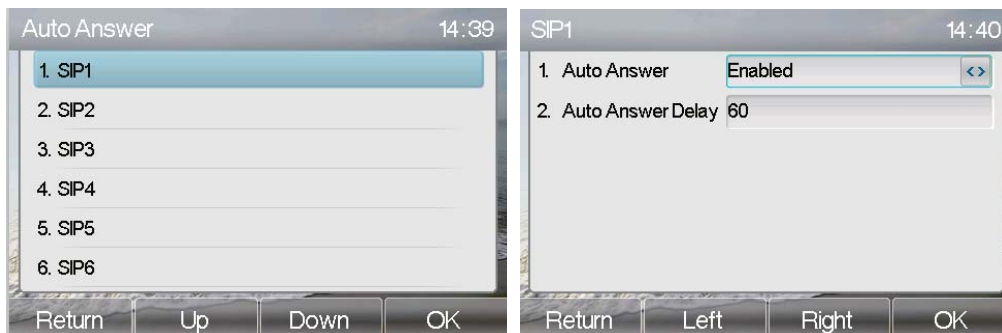 Auto Answer 14:39
1. SIP1
2. SIP2
3. SIP3
4. SIP4
5. SIP5
6. SIP6
Return Up Down OK
SIP1 14:40
1. Auto Answer Enabled <>
2. Auto Answer Delay 60
Return Left Right OK